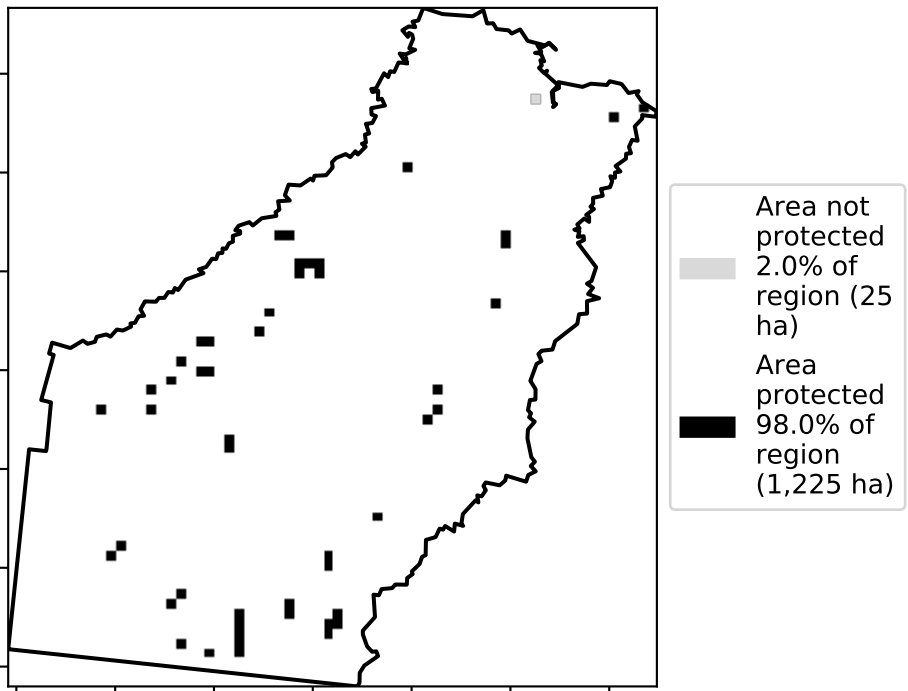 Area not
protected
2.0% of
region (25
ha)
Area
protected
98.0% of
region
(1,225 ha)